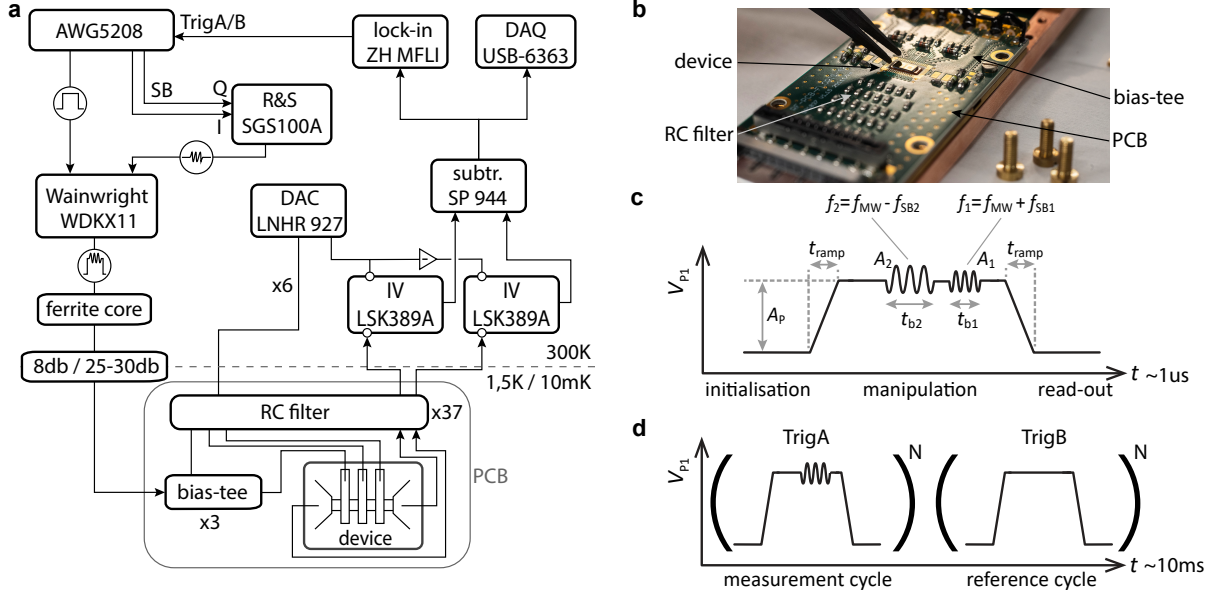 a
AWG5208
TrigA/B
lock-in
ZH MFLI
DAQ
USB-6363
SB
Q
I
R&S
SGS100A
Wainwright
WDKX11
DAC
LNHR 927
subtr.
SP 944
x6
IV
LSK389A
IV
LSK389A
ferrite core
8db / 25-30db
300K
1,5K / 10mK
RC filter
x37
PCB
bias-tee
x3
device
b
device
RC filter
bias-tee
PCB
c
f2=fMW - fSB2
f1=fMW + fSB1
VP1
tramp
A2
A1
tramp
AP
tb2
tb1
t ~1us
initialisation
manipulation
read-out
d
VP1
TrigA
N
TrigB
N
t ~10ms
measurement cycle
reference cycle